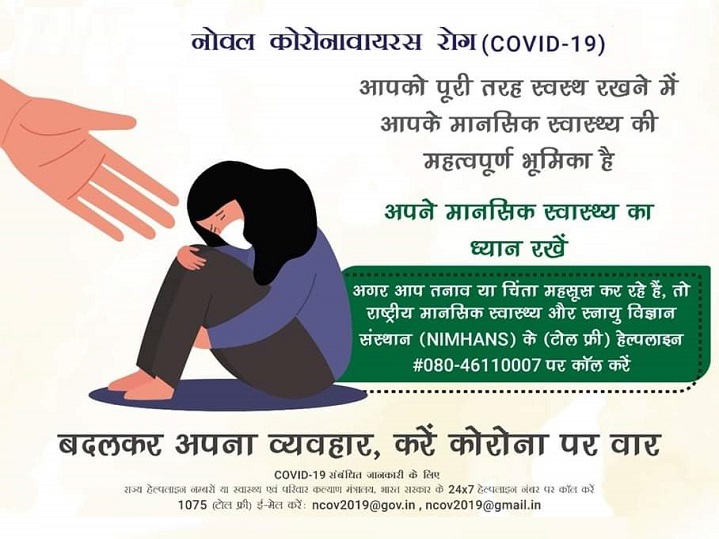 नोवल कोरोनावायरस रोग (COVID-19)
आपको पूरी तरह स्वस्थ रखने में
आपके मानसिक स्वास्थ्य की
महत्वपूर्ण भूमिका है
अपने मानसिक स्वास्थ्य का
ध्यान रखें
अगर आप तनाव या चिंता महसूस कर रहे हैं, तो
राष्ट्रीय मानसिक स्वास्थ्य और स्नायु विज्ञान
संस्थान (NIMHANS) के (टोल फ्री) हेल्पलाइन
#080-46110007 पर कॉल करें
बदलकर अपना व्यवहार, करें कोरोना पर वार
COVID-19 संबंधित जानकारी के लिए
राज्य हेल्पलाइन नम्बरों या स्वास्थ्य एवं परिवार कल्याण मंत्रालय, भारत सरकार के 24x7 हेल्पलाइन नंबर पर कॉल करें
1075 (टोल फ्री) ई-मेल करें: ncov2019@gov.in , ncov2019@gmail.in